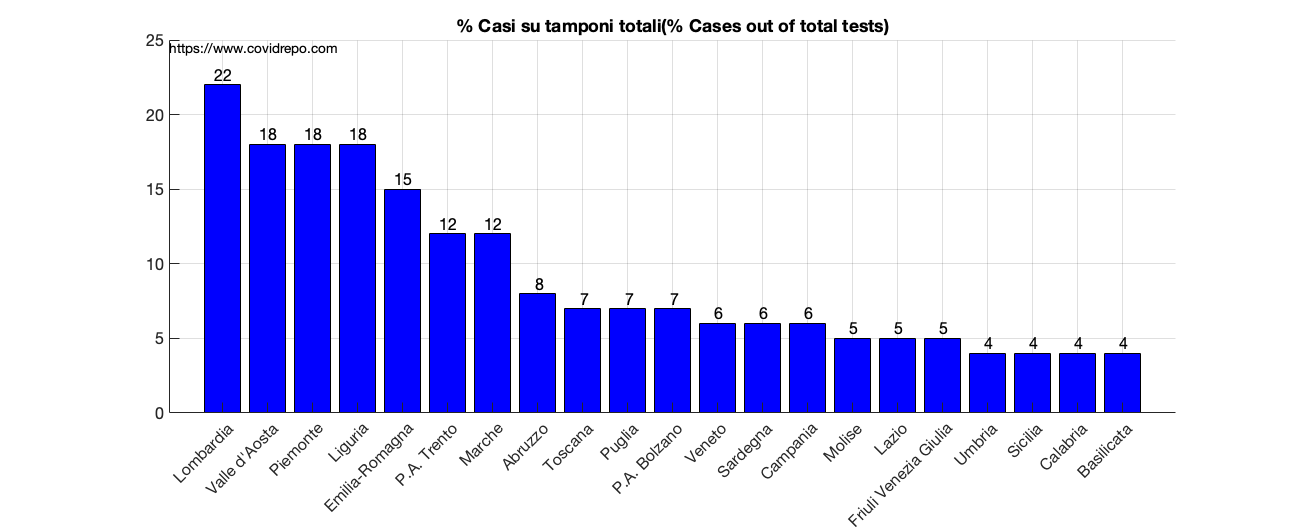 % Casi su tamponi totali(% Cases out of total tests)
25
https://www.covidrepo.com
20
15
10
5
0
22
18
18
18
15
12
12
8
7
7
7
6
6
6
5
5
5
4
4
4
4
Lombardia
Valle d'Aosta
Piemonte
Liguria
Emilia-Romagna
P.A. Trento
Marche
Abruzzo
Toscana
Puglia
P.A. Bolzano
Veneto
Sardegna
Campania
Molise
Lazio
Friuli Venezia Giulia
Umbria
Sicilia
Calabria
Basilicata